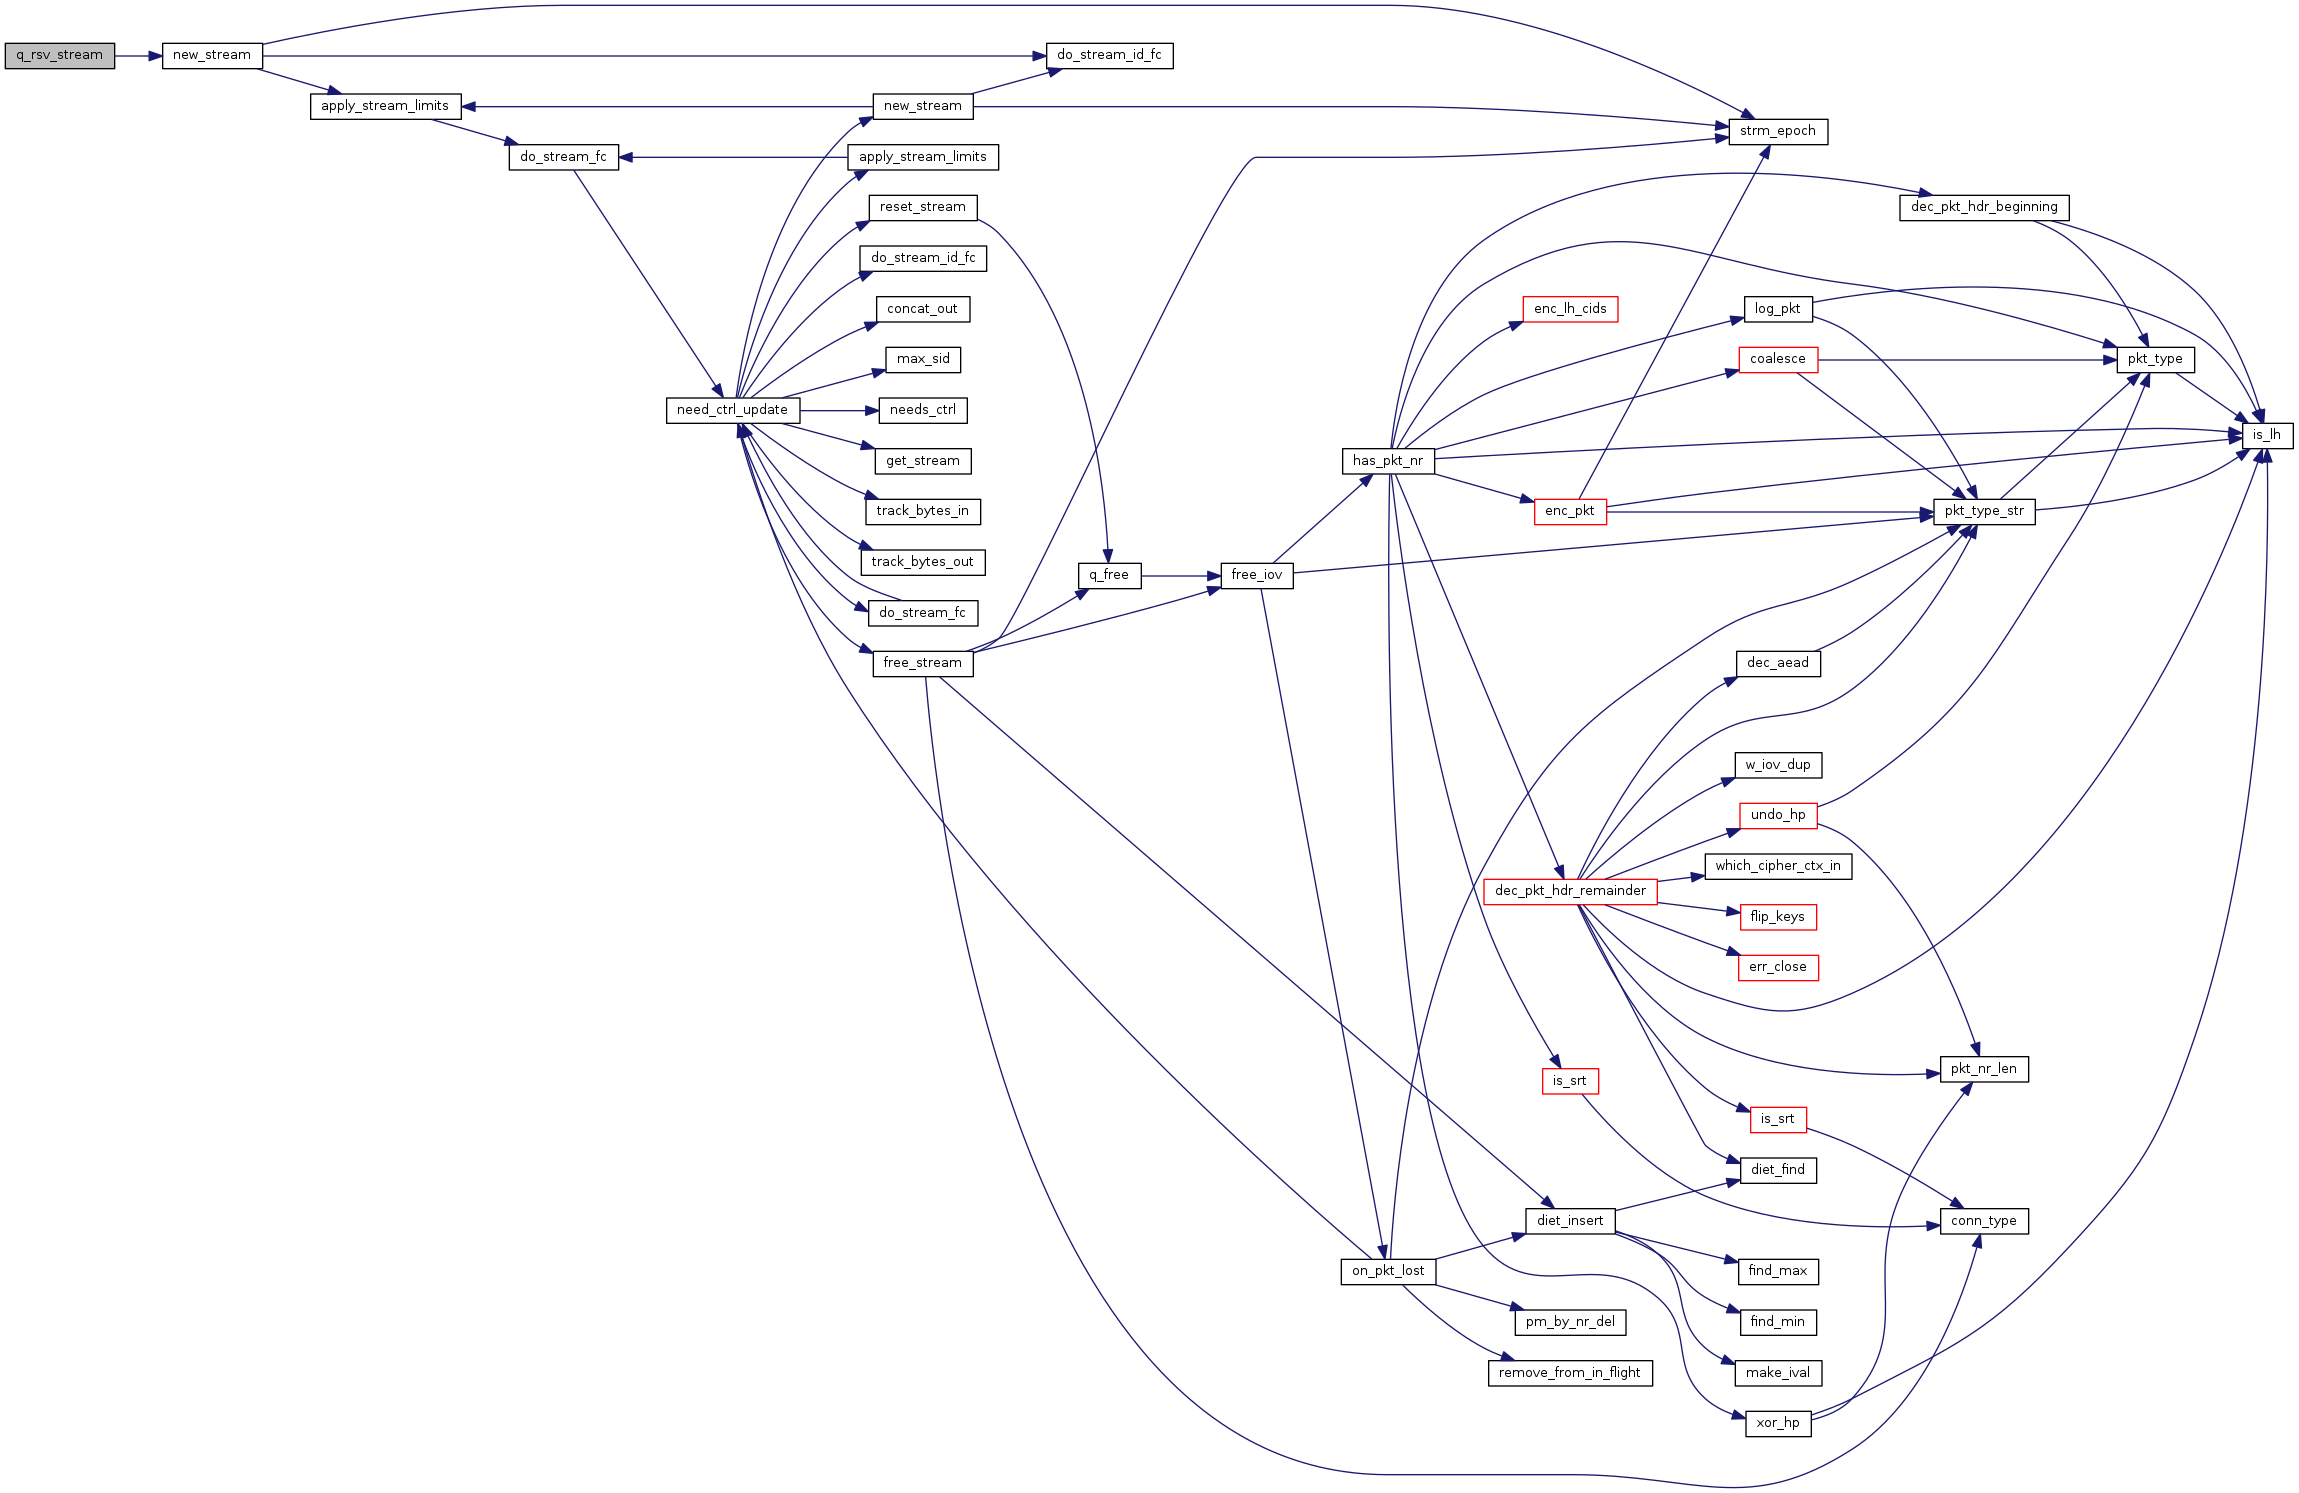 q_rsv_stream
new_stream
do_stream_id_fc
apply_stream_limits
new_stream
strm_epoch
do_stream_fc
apply_stream_limits
reset_stream
dec_pkt_hdr_beginning
do_stream_id_fc
concat_out
enc_lh_cids
log_pkt
max_sid
coalesce
pkt_type
need_ctrl_update
needs_ctrl
is_lh
get_stream
has_pkt_nr
track_bytes_in
enc_pkt
pkt_type_str
track_bytes_out
q_free
free_iov
do_stream_fc
free_stream
dec_aead
w_iov_dup
undo_hp
which_cipher_ctx_in
dec_pkt_hdr_remainder
flip_keys
err_close
pkt_nr_len
is_srt
is_srt
diet_find
diet_insert
conn_type
on_pkt_lost
find_max
pm_by_nr_del
find_min
remove_from_in_flight
make_ival
xor_hp